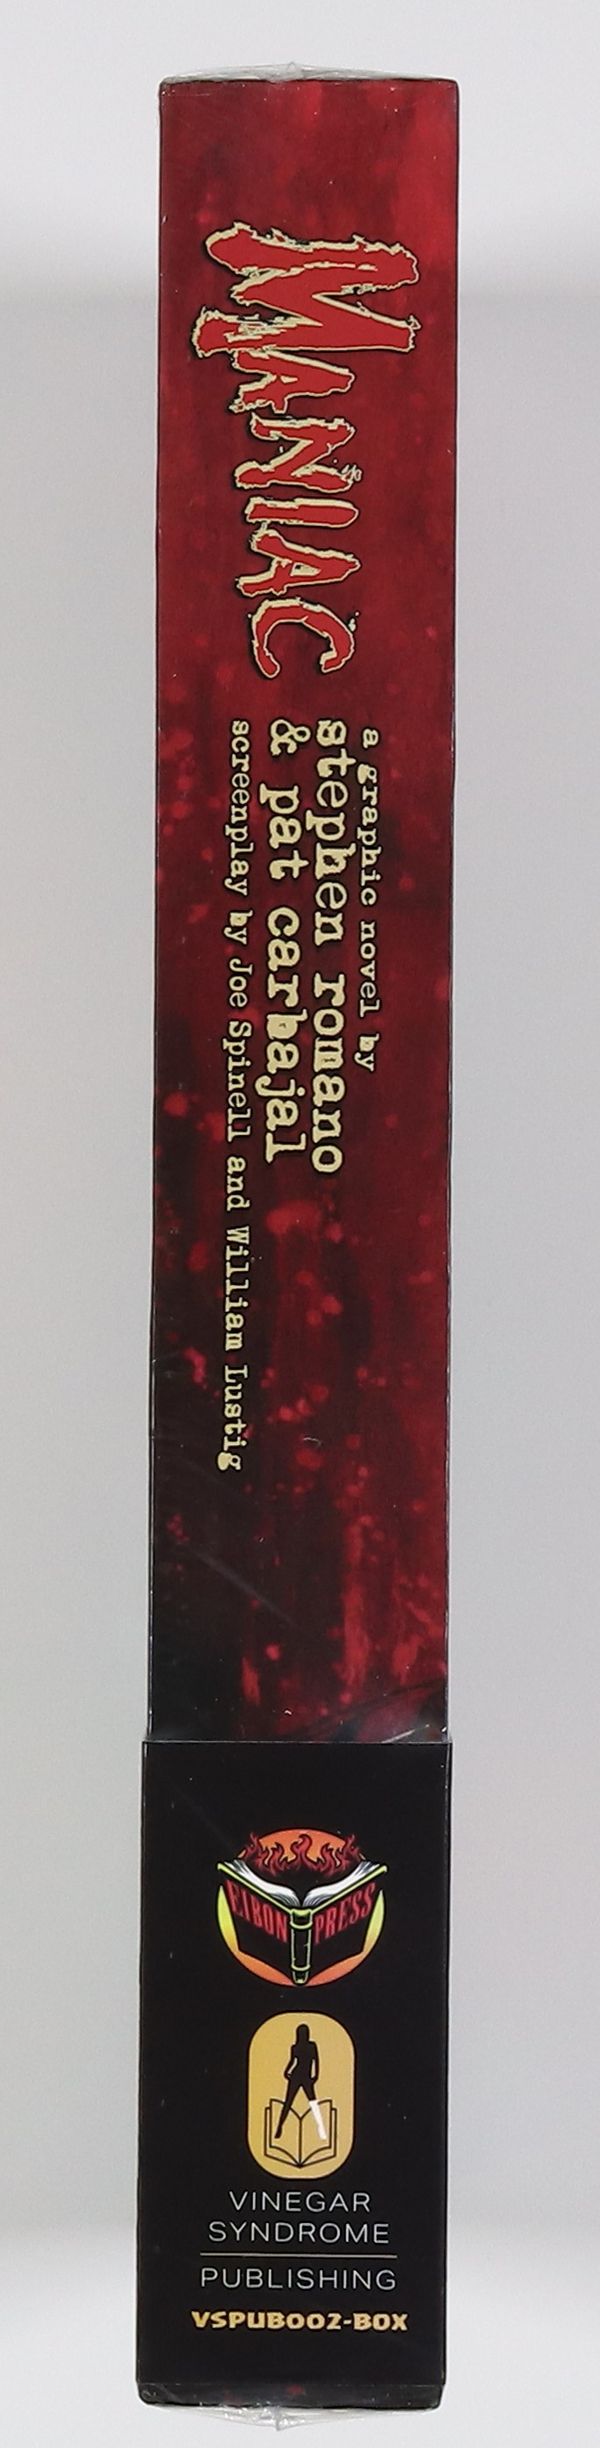 MANIAC
a graphic novel by
stephen romano
& pat carbajal
screenplay by Joe Spinell and William Lustig
EIBON PRESS
VINEGAR
SYNDROME
PUBLISHING
VSPUB002-BOX